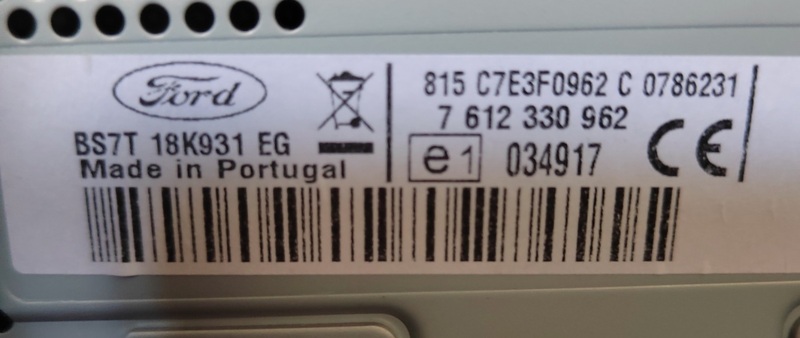 Ford
BS7T 18K931 EG
Made in Portugal
815 C7E3F0962 C 0786231
7 612 330 962
e1 034917 CE